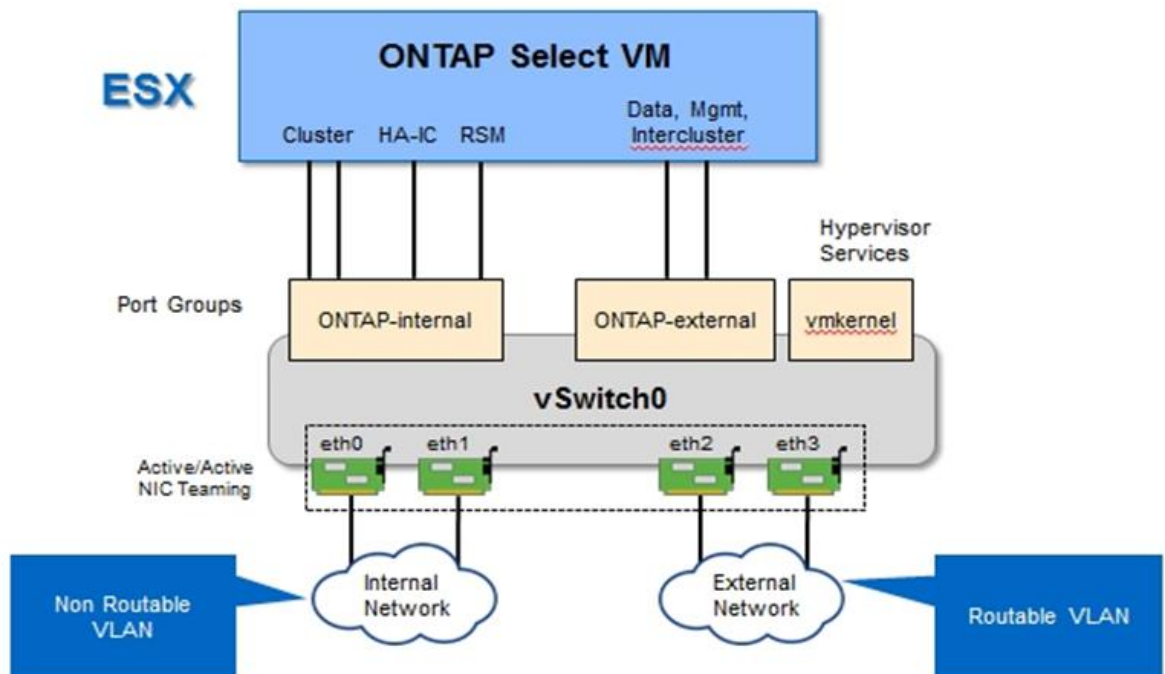 ESX
ONTAP Select VM
Cluster HA-IC RSM
Data, Mgmt,
Intercluster
Hypervisor
Services
Port Groups
ONTAP-internal
ONTAP-external
vmkernel
vSwitch0
eth0 eth1 eth2 eth3
Active/Active
NIC Teaming
Internal
Network
External
Network
Non Routable
VLAN
Routable VLAN